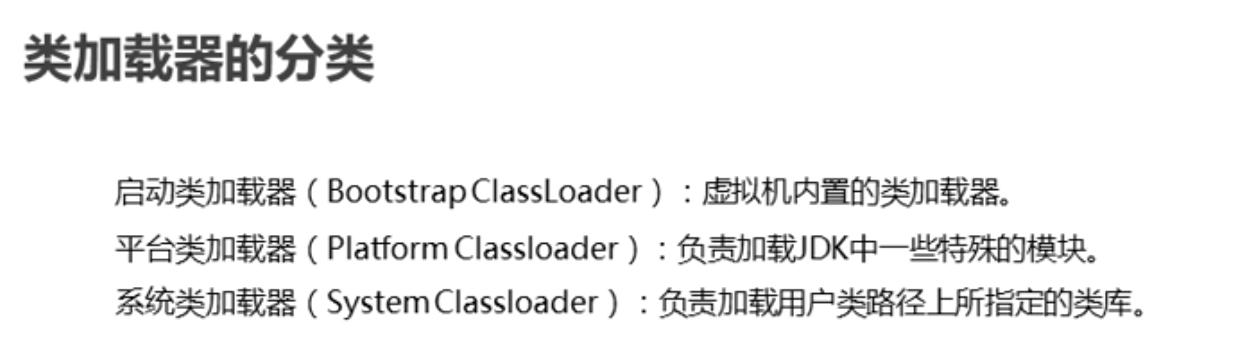 类加载器的分类
启动类加载器（Bootstrap ClassLoader）：虚拟机内置的类加载器。
平台类加载器（Platform Classloader）：负责加载JDK中一些特殊的模块。
系统类加载器（System Classloader）：负责加载用户类路径上所指定的类库。